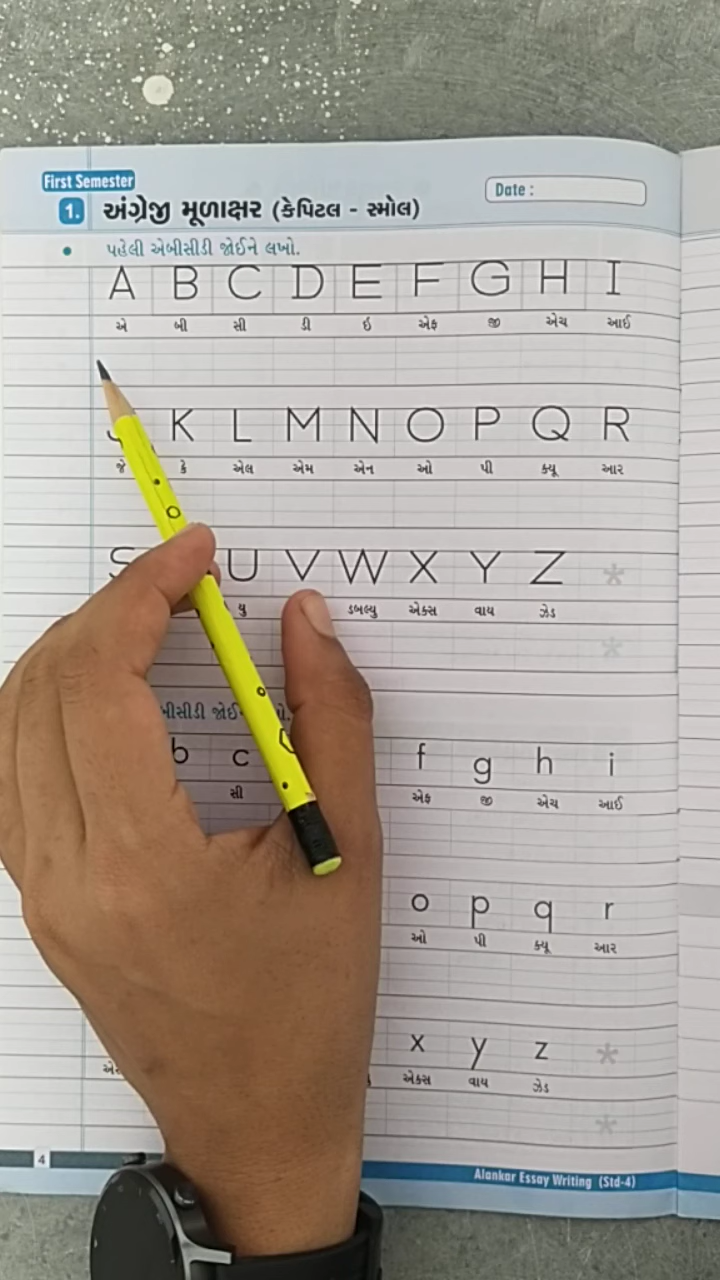 First Semester
Date :
1. અંગ્રેજી મૂળાક્ષર (કેપિટલ - સ્મોલ)
• પહેલી એબીસીડી જોઈને લખો.
A B C D E F G H I
એ બી સી ડી ઇ એફ જી એચ આઈ
K L M N O P Q R
જે કે એલ એમ એન ઓ પી ક્યૂ આર
S U V W X Y Z *
યુ ડબલ્યુ એક્સ વાય ઝેડ
*
b c f g h i
સી એફ જી એચ આઈ
o p q r
ઓ પી ક્યૂ આર
x y z *
એક્સ વાય ઝેડ
*
4
Alankar Essay Writing (Std-4)